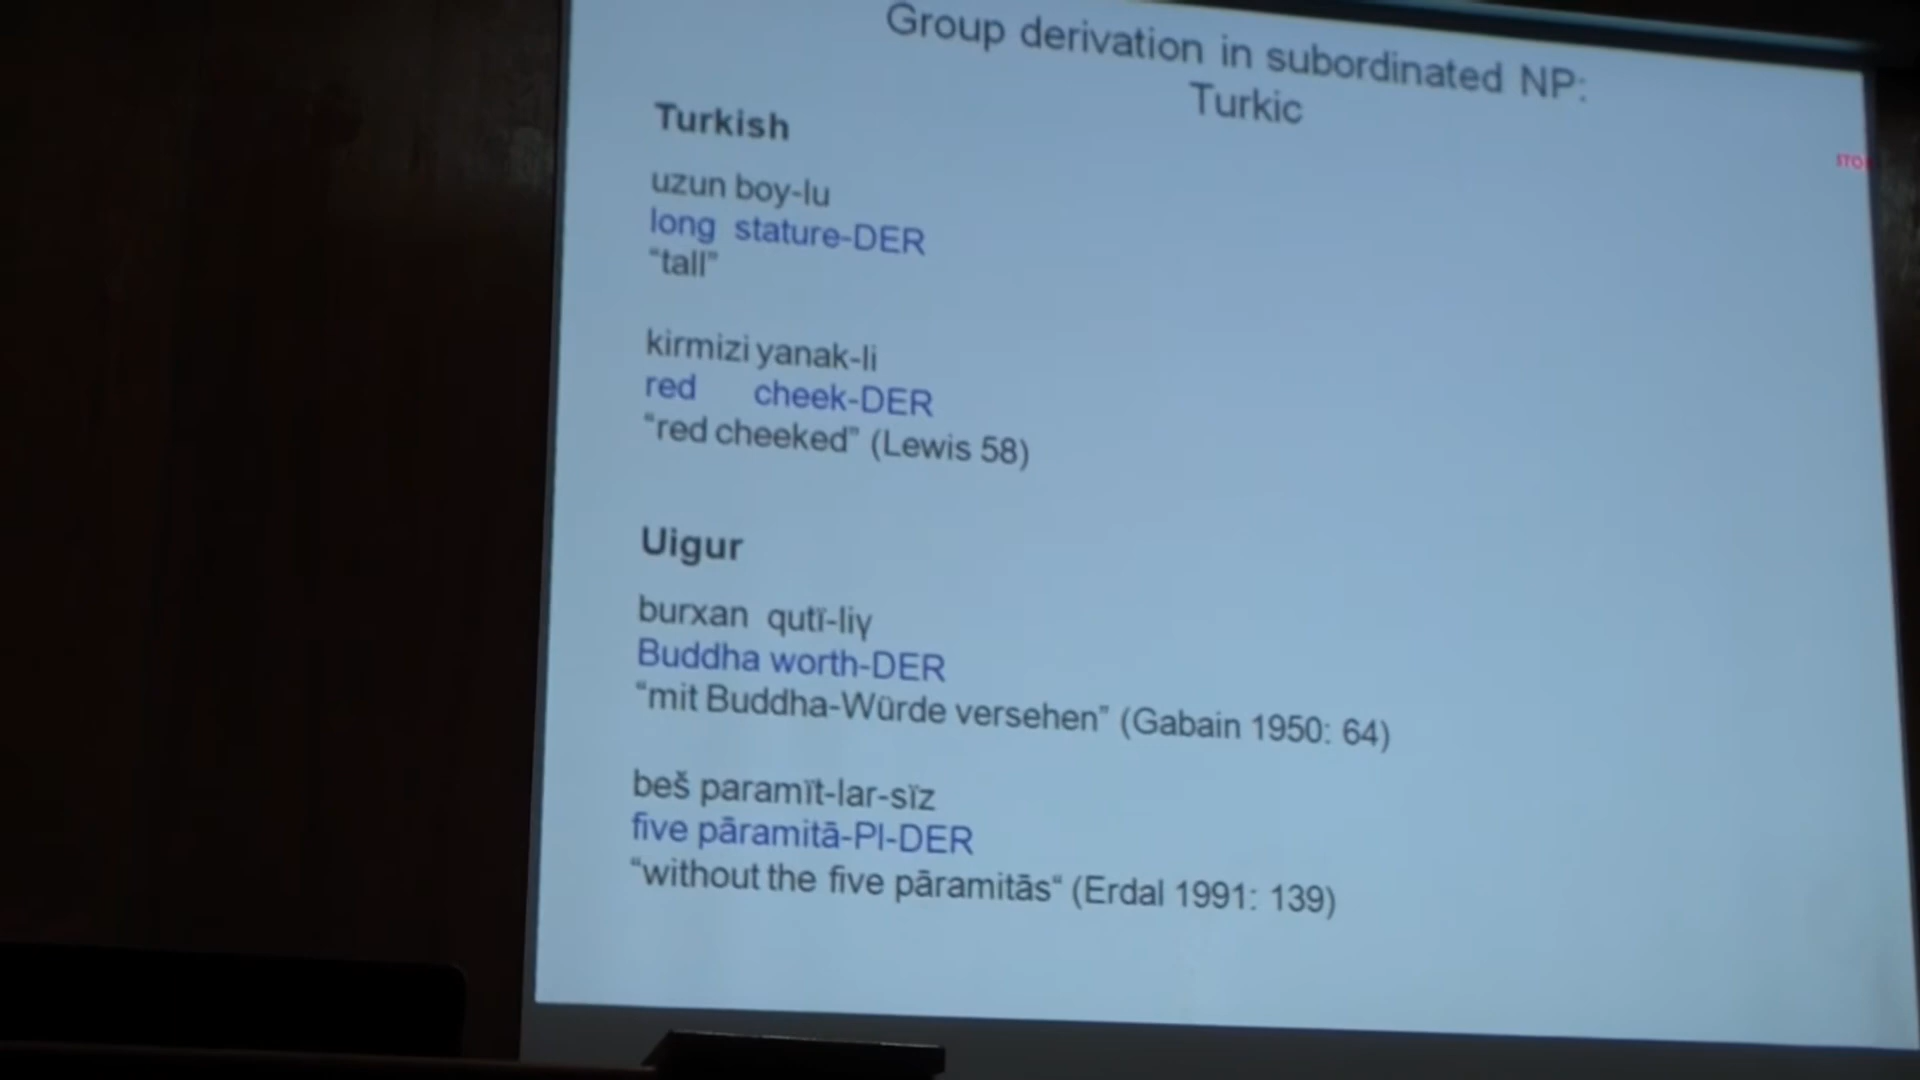 Group derivation in subordinated NP:
Turkic
Turkish
uzun boy-lu
long stature-DER
“tall”
kirmizi yanak-li
red cheek-DER
“red cheeked” (Lewis 58)
Uigur
burxan qutï-liγ
Buddha worth-DER
“mit Buddha-Würde versehen” (Gabain 1950: 64)
beš paramït-lar-sïz
five pāramitā-Pl-DER
“without the five pāramitās“ (Erdal 1991: 139)